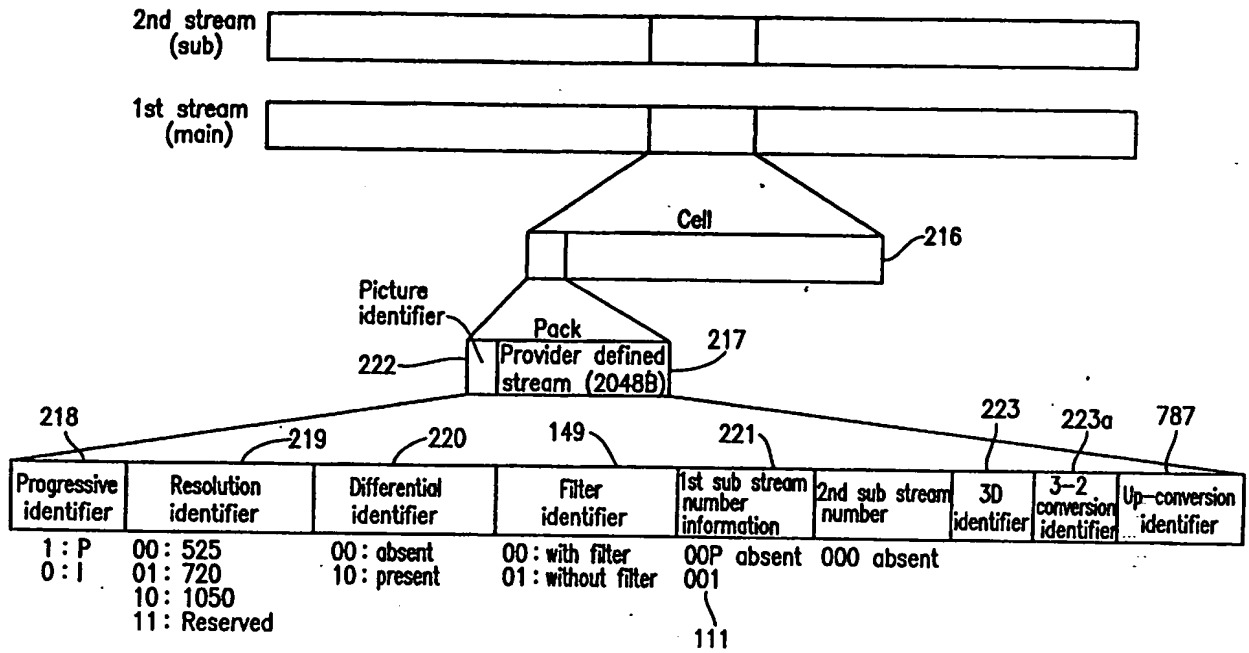 2nd stream
(sub)
1st stream
(main)
Cell
216
Picture
identifier
Pack
222
Provider defined
stream (2048B)
217
218
219
220
149
221
223
223a
787
Progressive
identifier
Resolution
identifier
Differential
identifier
Filter
identifier
1st sub stream
number
information
2nd sub stream
number
3D
identifier
3-2
conversion
identifier
Up-conversion
identifier
1 : P
0 : I
00 : 525
01 : 720
10 : 1050
11 : Reserved
00 : absent
10 : present
00 : with filter
01 : without filter
00P absent
001
000 absent
111